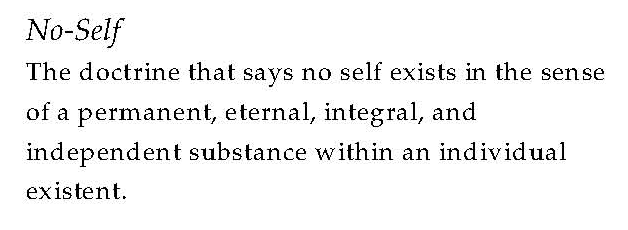 No-Self
The doctrine that says no self exists in the sense
of a permanent, eternal, integral, and
independent substance within an individual
existent.